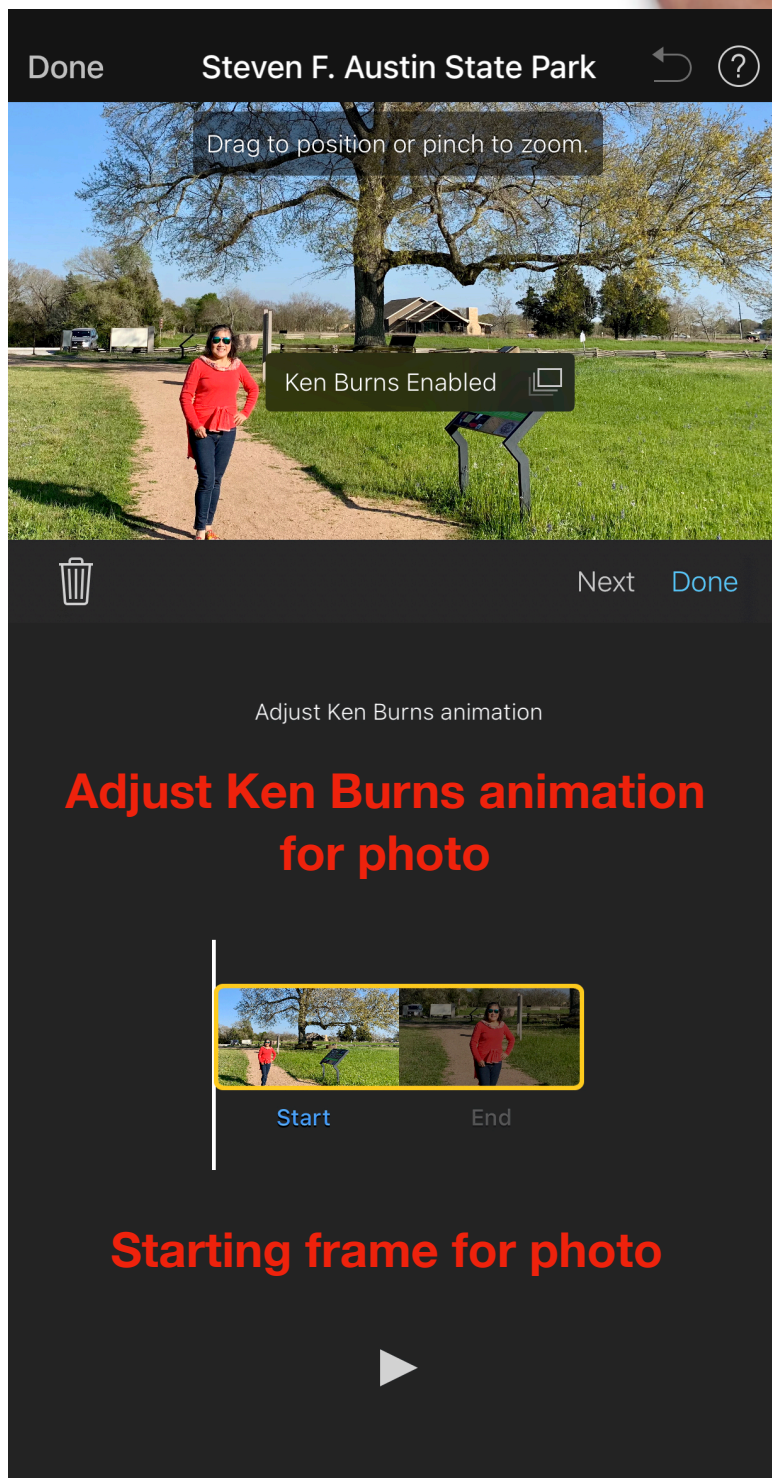 Done Steven F. Austin State Park ?
Drag to position or pinch to zoom.
Ken Burns Enabled
Next Done
Adjust Ken Burns animation
Adjust Ken Burns animation
for photo
Start End
Starting frame for photo